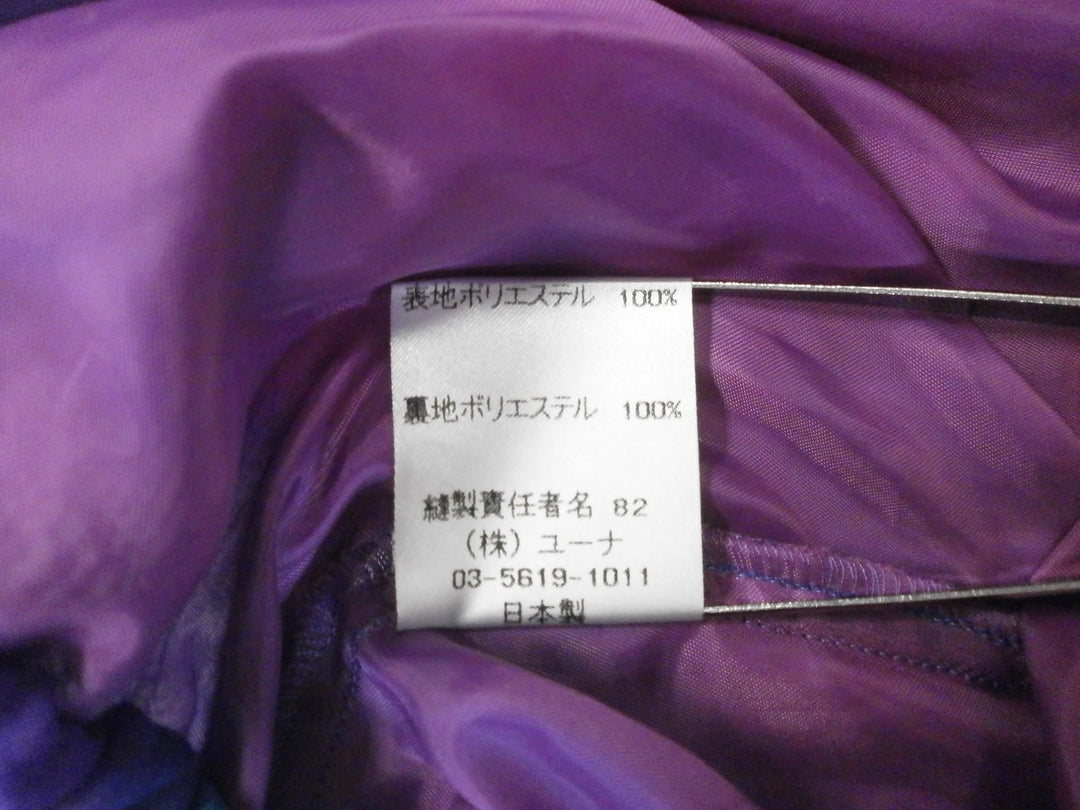 表地ポリエステル 100%
裏地ポリエステル 100%
縫製責任者名 82
(株) ユーナ
03-5619-1011
日本製